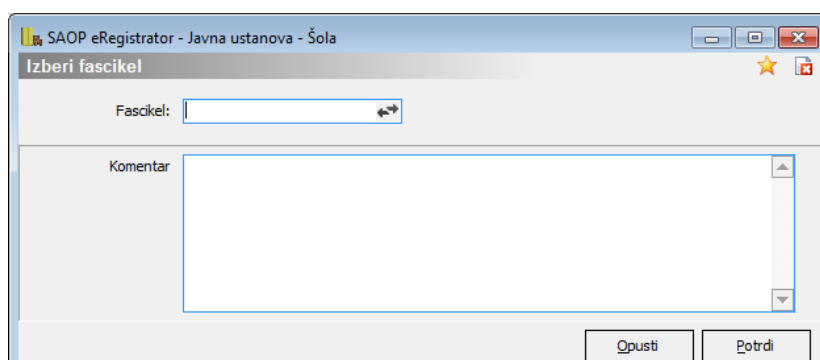 SAOP eRegistrator - Javna ustanova - Šola
Izberi fascikel
Fascikel:
Komentar
Opusti Potrdi